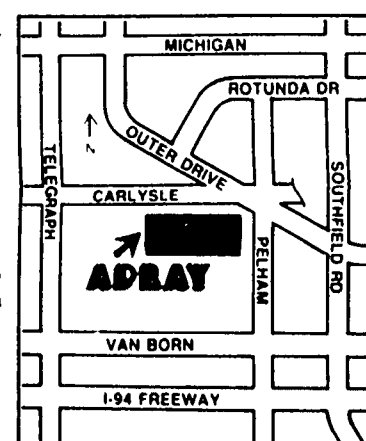 MICHIGAN
ROTUNDA DR
OUTER DRIVE
N
TELEGRAPH
CARLYSLE
SOUTHFIELD RD
PELHAM
ADRAY
VAN BORN
I-94 FREEWAY